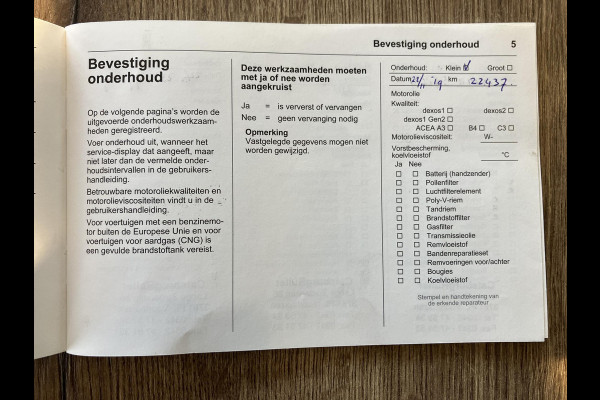 Bevestiging onderhoud 5
Bevestiging
onderhoud
Op de volgende pagina's worden de
uitgevoerde onderhoudswerkzaam-
heden geregistreerd.
Voer onderhoud uit, wanneer het
service-display dat aangeeft, maar
niet later dan de vermelde onder-
houdsintervallen in de gebruikers-
handleiding.
Betrouwbare motoroliekwaliteiten en
motorolieviscositeiten vindt u in de
gebruikershandleiding.
Voor voertuigen met een benzinemo-
tor buiten de Europese Unie en voor
voertuigen voor aardgas (CNG) is
een gevulde brandstoftank vereist.
Deze werkzaamheden moeten
met ja of nee worden
aangekruist
Ja = is ververst of vervangen
Nee = geen vervanging nodig
Opmerking
Vastgelegde gegevens mogen niet
worden gewijzigd.
Onderhoud: Klein Groot
Datum 21/11 '19 km 22437.
Motorolie
Kwaliteit:
dexos1 dexos2
dexos1 Gen2
ACEA A3 B4 C3
Motorolieviscositeit: W-
Vorstbescherming,
koelvloeistof °C
Ja Nee
Batterij (handzender)
Pollenfilter
Luchtfilterelement
Poly-V-riem
Tandriem
Brandstoffilter
Gasfilter
Transmissieolie
Remvloeistof
Bandenreparatieset
Remvoeringen voor/achter
Bougies
Koelvloeistof
Stempel en handtekening van
de erkende reparateur